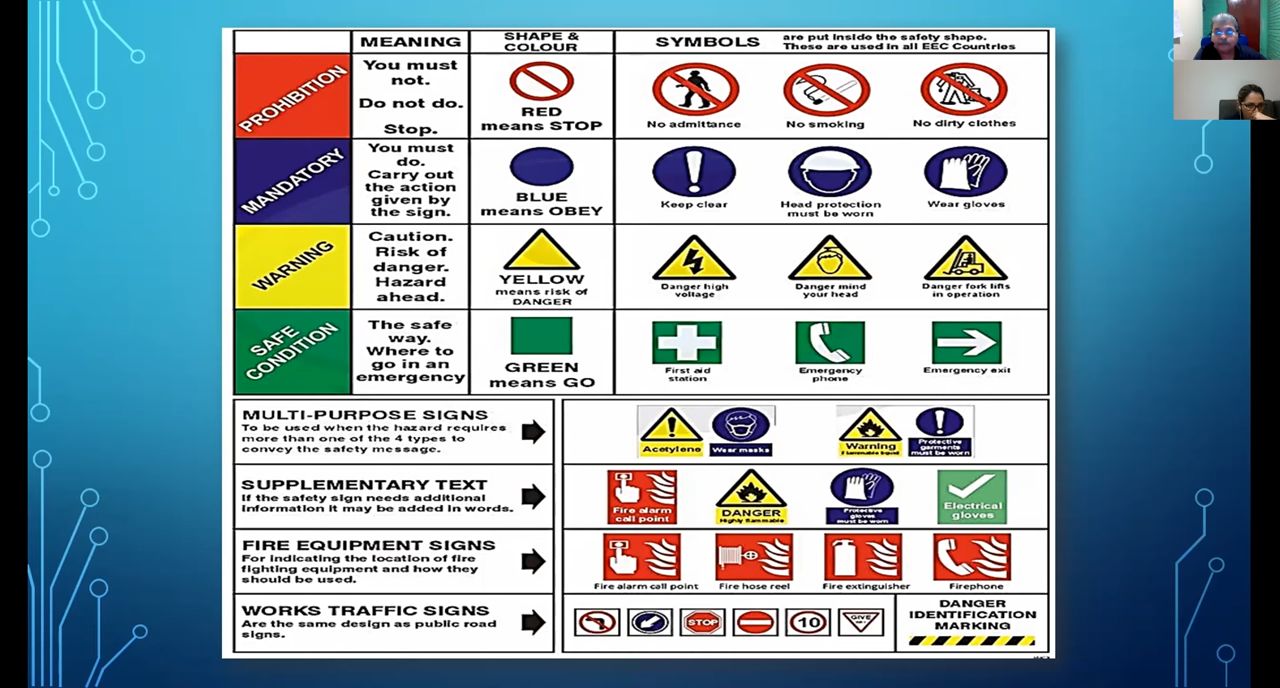 MEANING
SHAPE &
COLOUR
SYMBOLS
are put inside the safety shape.
These are used in all EEC Countries
PROHIBITION
You must
not.
Do not do.
Stop.
RED
means STOP
No admittance
No smoking
No dirty clothes
MANDATORY
You must
do.
Carry out
the action
given by
the sign.
BLUE
means OBEY
Keep clear
Head protection
must be worn
Wear gloves
WARNING
Caution.
Risk of
danger.
Hazard
ahead.
YELLOW
means risk of
DANGER
Danger high
voltage
Danger mind
your head
Danger fork lifts
in operation
SAFE
CONDITION
The safe
way.
Where to
go in an
emergency
GREEN
means GO
First aid
station
Emergency
phone
Emergency exit
MULTI-PURPOSE SIGNS
To be used when the hazard requires
more than one of the 4 types to
convey the safety message.
Acetylene
Wear masks
Warning
Protective
garments
must be worn
SUPPLEMENTARY TEXT
If the safety sign needs additional
information it may be added in words.
Fire alarm
call point
DANGER
Highly flammable
Protective
gloves
must be worn
Electrical
gloves
FIRE EQUIPMENT SIGNS
For indicating the location of fire
fighting equipment and how they
should be used.
Fire alarm call point
Fire hose reel
Fire extinguisher
Firephone
WORKS TRAFFIC SIGNS
Are the same design as public road
signs.
STOP
10
GIVE
DANGER
IDENTIFICATION
MARKING